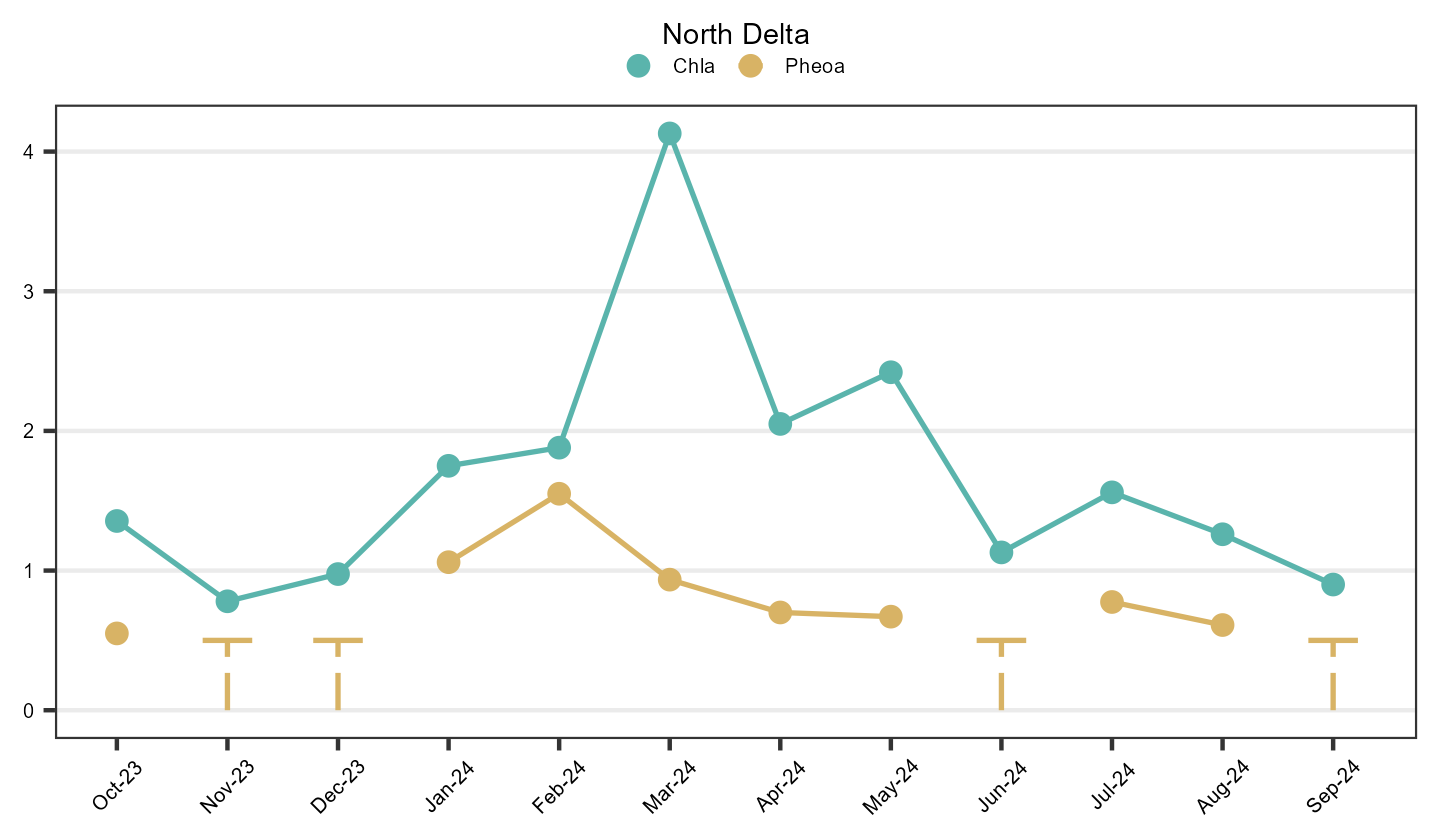 North Delta
Chla Pheoa
4
3
2
1
0
Oct-23 Nov-23 Dec-23 Jan-24 Feb-24 Mar-24 Apr-24 May-24 Jun-24 Jul-24 Aug-24 Sep-24